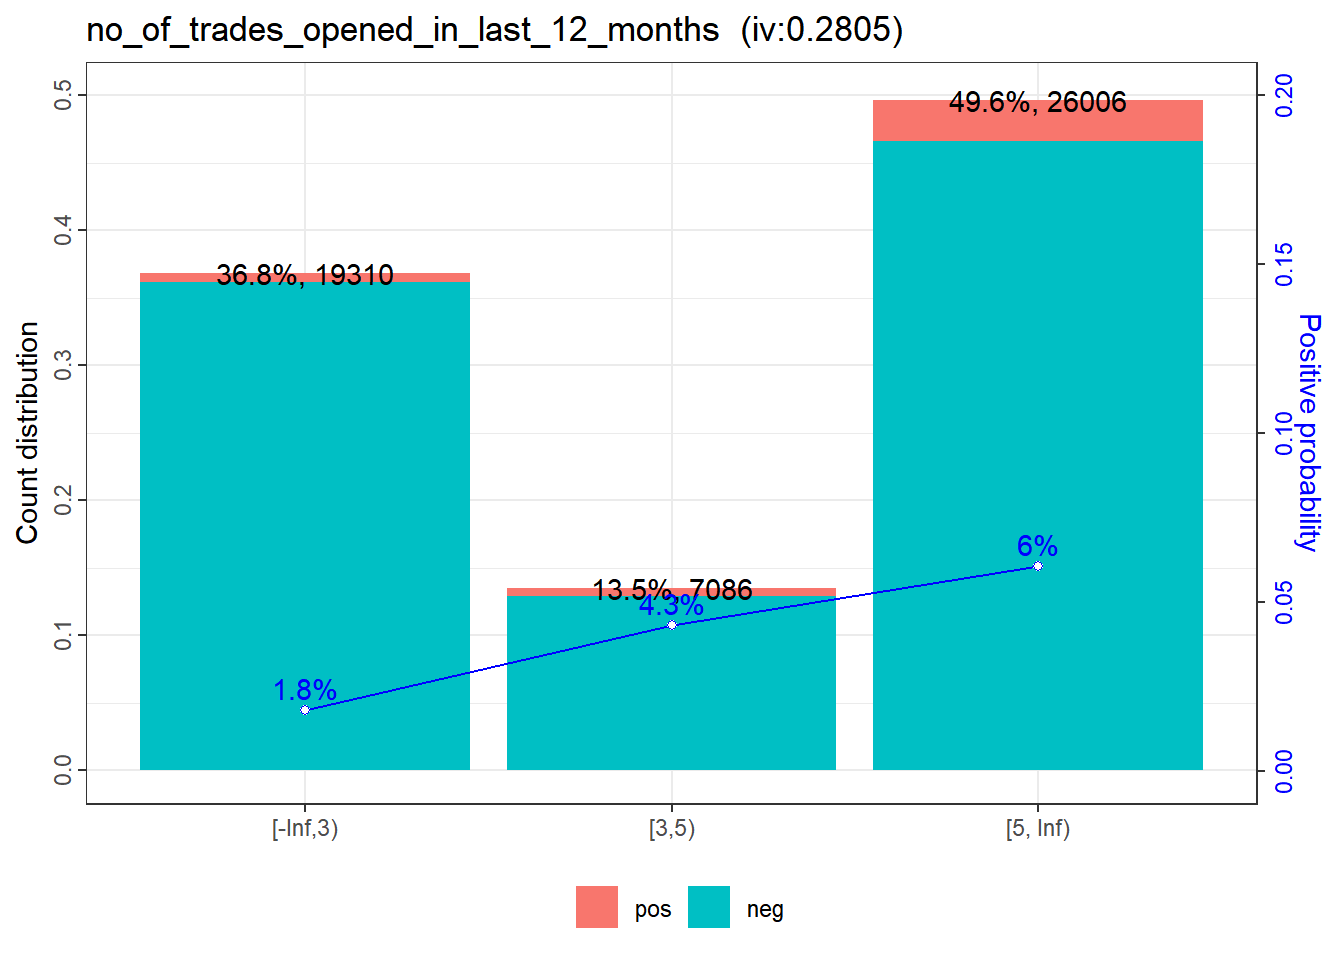 no_of_trades_opened_in_last_12_months (iv:0.2805)
0.5
0.4
0.3
0.2
0.1
0.0
Count distribution
36.8%, 19310
13.5%, 7086
49.6%, 26006
1.8%
4.3%
6%
0.20
0.15
0.10
0.05
0.00
Positive probability
[-Inf,3)
[3,5)
[5, Inf)
pos
neg